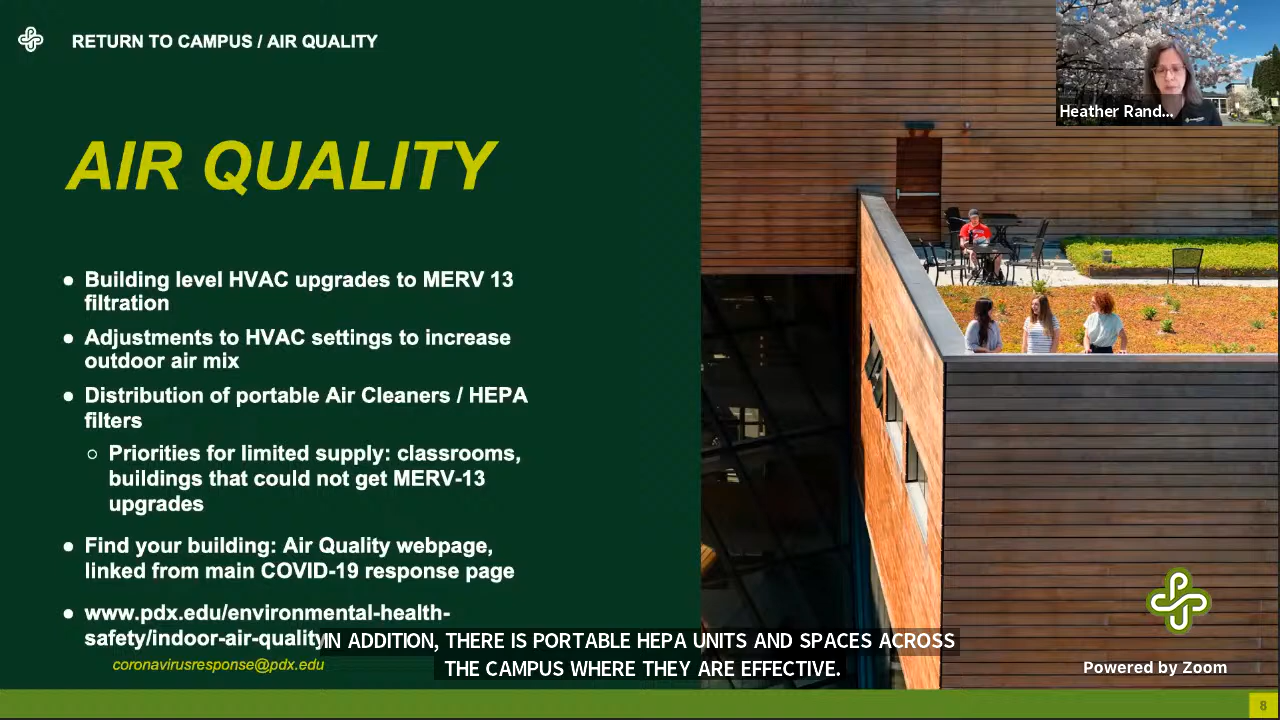 RETURN TO CAMPUS / AIR QUALITY
Heather Rand...
AIR QUALITY
● Building level HVAC upgrades to MERV 13
filtration
● Adjustments to HVAC settings to increase
outdoor air mix
● Distribution of portable Air Cleaners / HEPA
filters
○ Priorities for limited supply: classrooms,
buildings that could not get MERV-13
upgrades
● Find your building: Air Quality webpage,
linked from main COVID-19 response page
● www.pdx.edu/environmental-health-
safety/indoor-air-quality
IN ADDITION, THERE IS PORTABLE HEPA UNITS AND SPACES ACROSS
THE CAMPUS WHERE THEY ARE EFFECTIVE.
coronavirusresponse@pdx.edu
Powered by Zoom
8